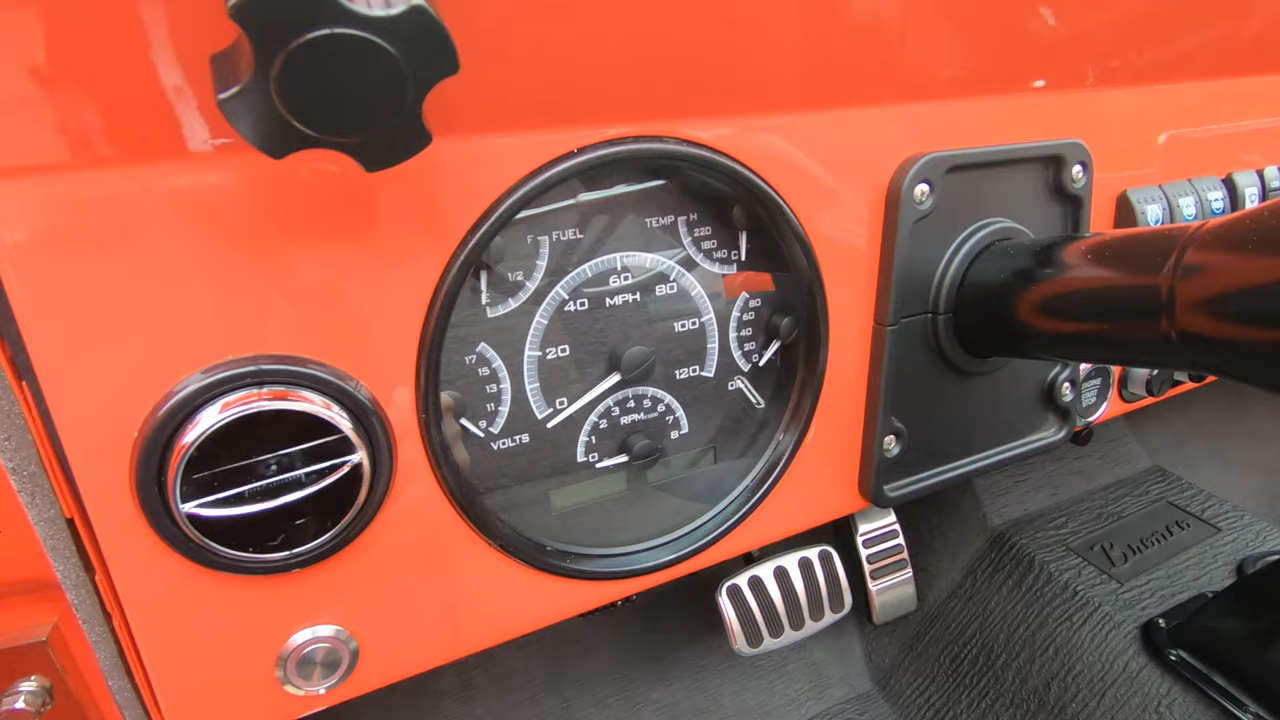 F FUEL
1/2
E
TEMP H
220
180
140 C
60
MPH
40
80
20
100
0
120
80
60
40
20
0
OIL
17
15
13
11
9
VOLTS
4 5
3 6
2 7
1 8
0
RPMX1000
ENGINE
START
STOP
Bronco